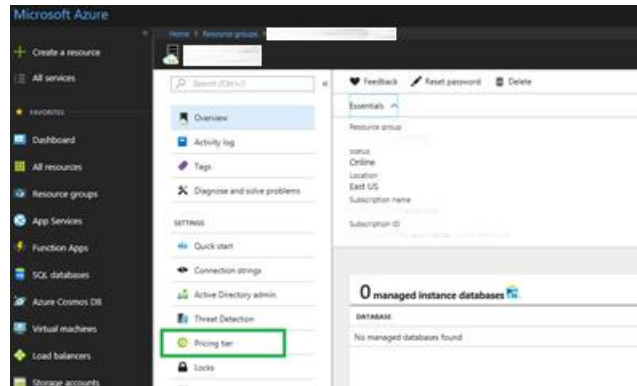 Microsoft Azure
Home > Resource groups >
Create a resource
All services
FAVORITES
Dashboard
All resources
Resource groups
App Services
Function Apps
SQL databases
Azure Cosmos DB
Virtual machines
Load balancers
Storage accounts
Search (Ctrl+/)
Overview
Activity log
Tags
Diagnose and solve problems
SETTINGS
Quick start
Connection strings
Active Directory admin
Threat Detection
Pricing tier
Locks
Feedback Reset password Delete
Essentials
Resource group
status
Online
Location
East US
Subscription name
Subscription ID
0 managed instance databases
DATABASE
No managed databases found